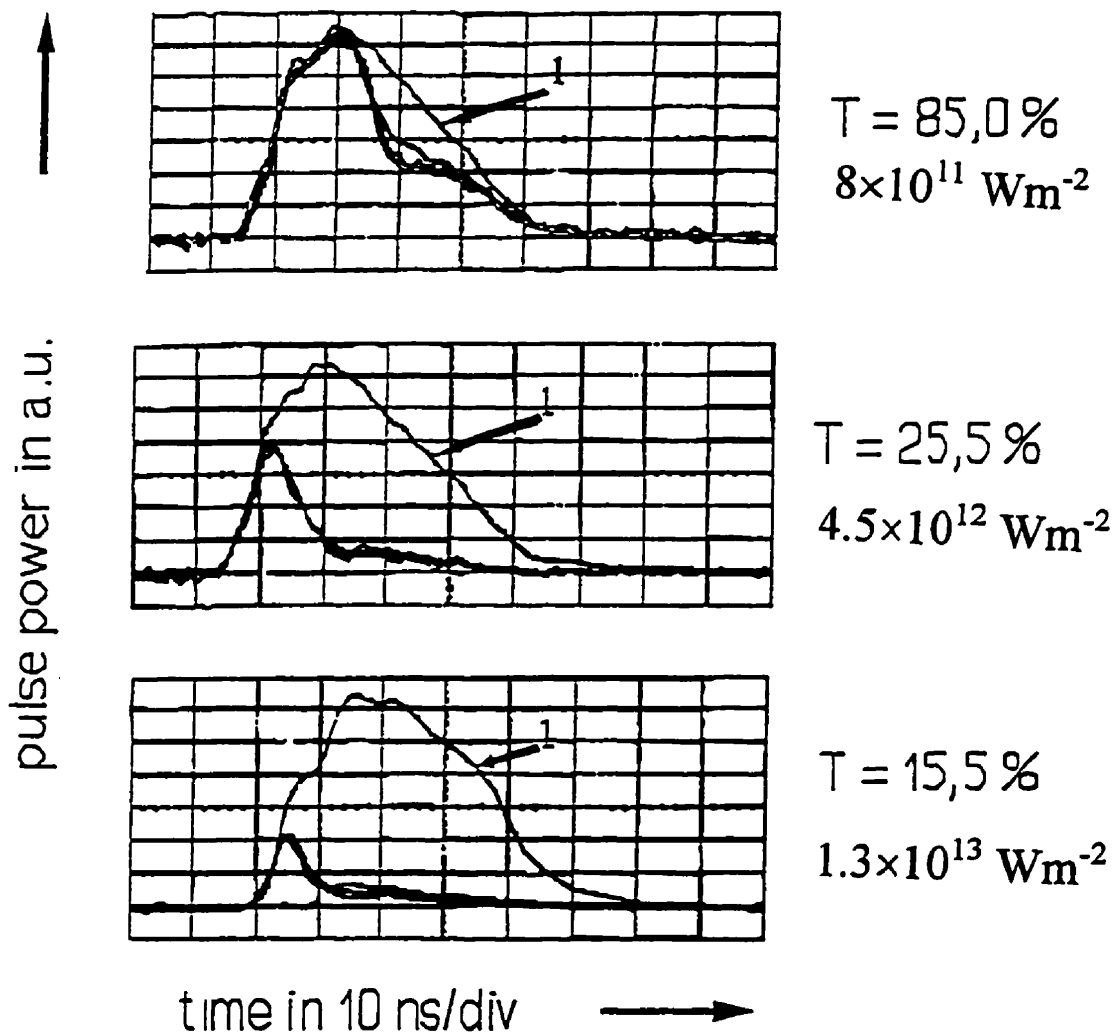 pulse power in a.u.
1
T = 85,0 %
8×10¹¹ Wm⁻²
1
T = 25,5 %
4.5×10¹² Wm⁻²
1
T = 15,5 %
1.3×10¹³ Wm⁻²
time in 10 ns/div